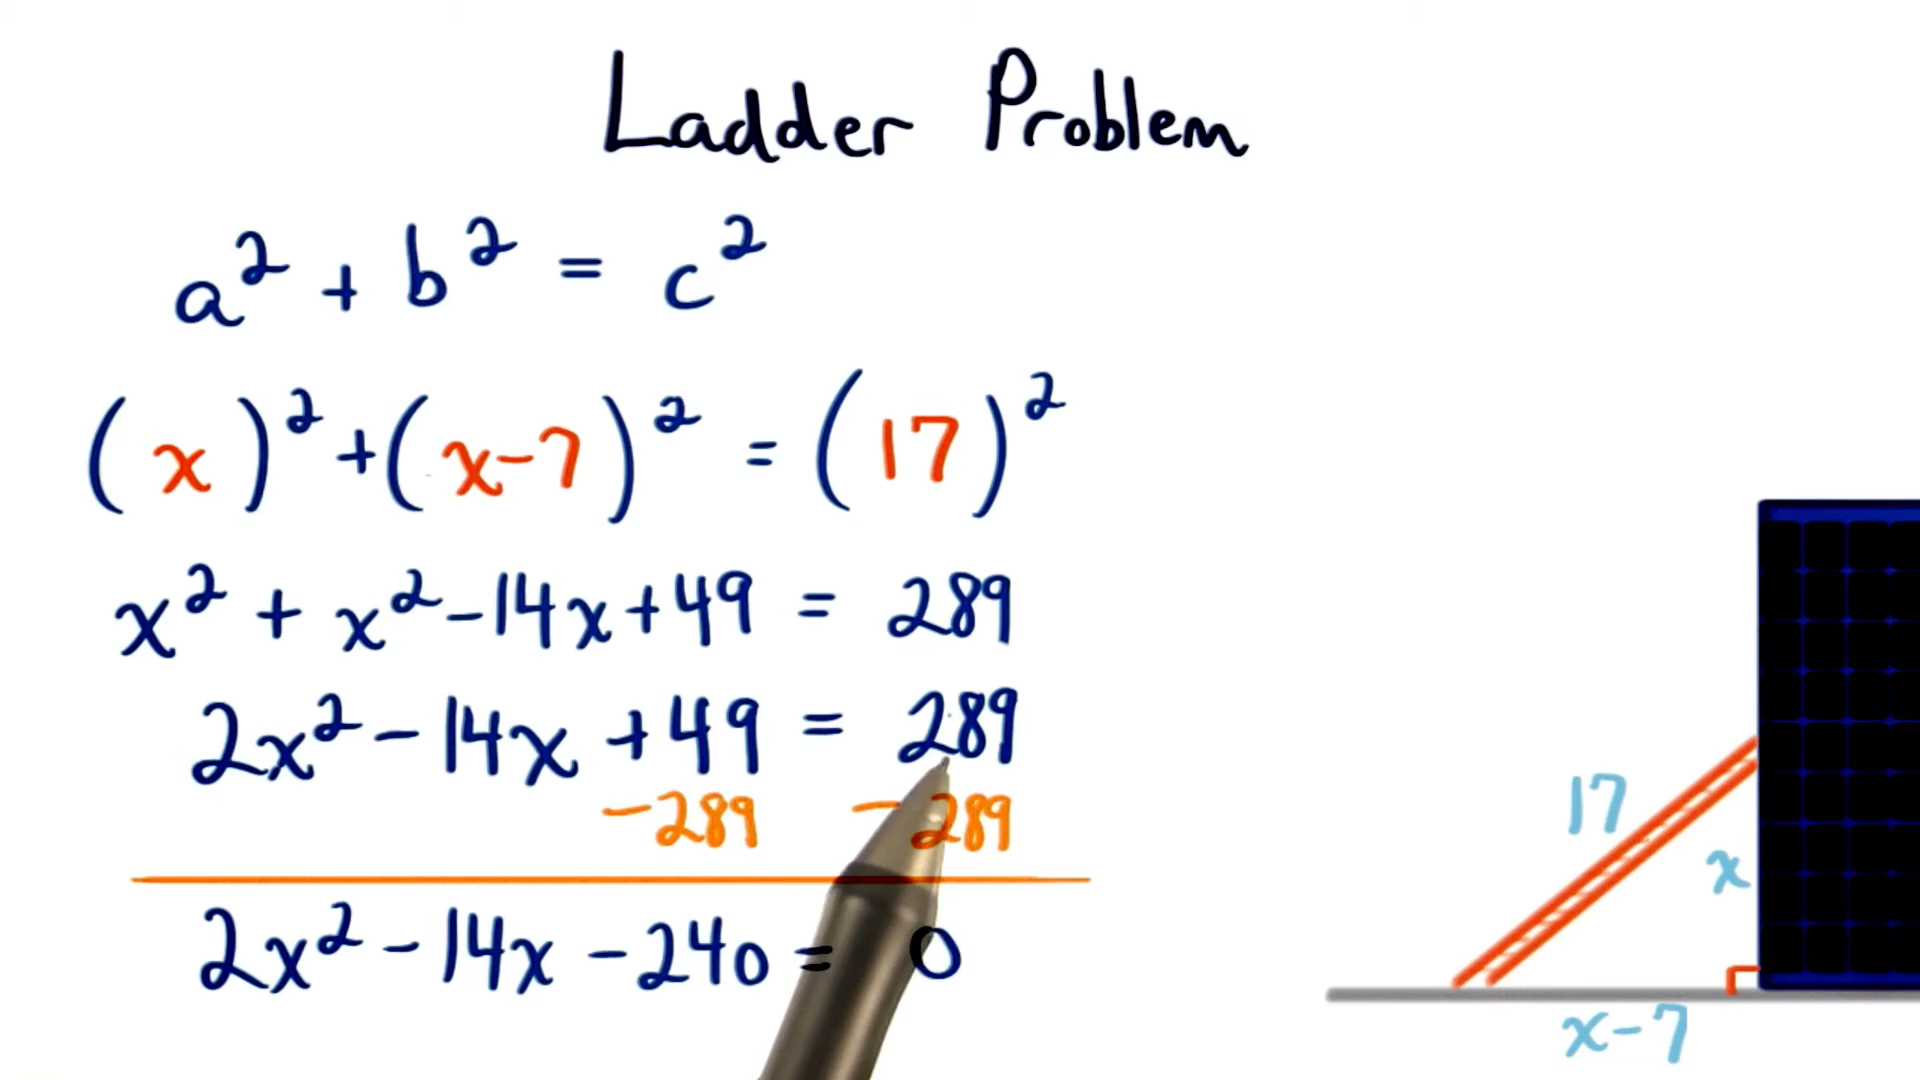 Ladder Problem
a² + b² = c²
(x)² + (x-7)² = (17)²
x² + x² - 14x + 49 = 289
2x² - 14x + 49 = 289
-289 -289
2x² - 14x - 240 = 0
17
x
x-7